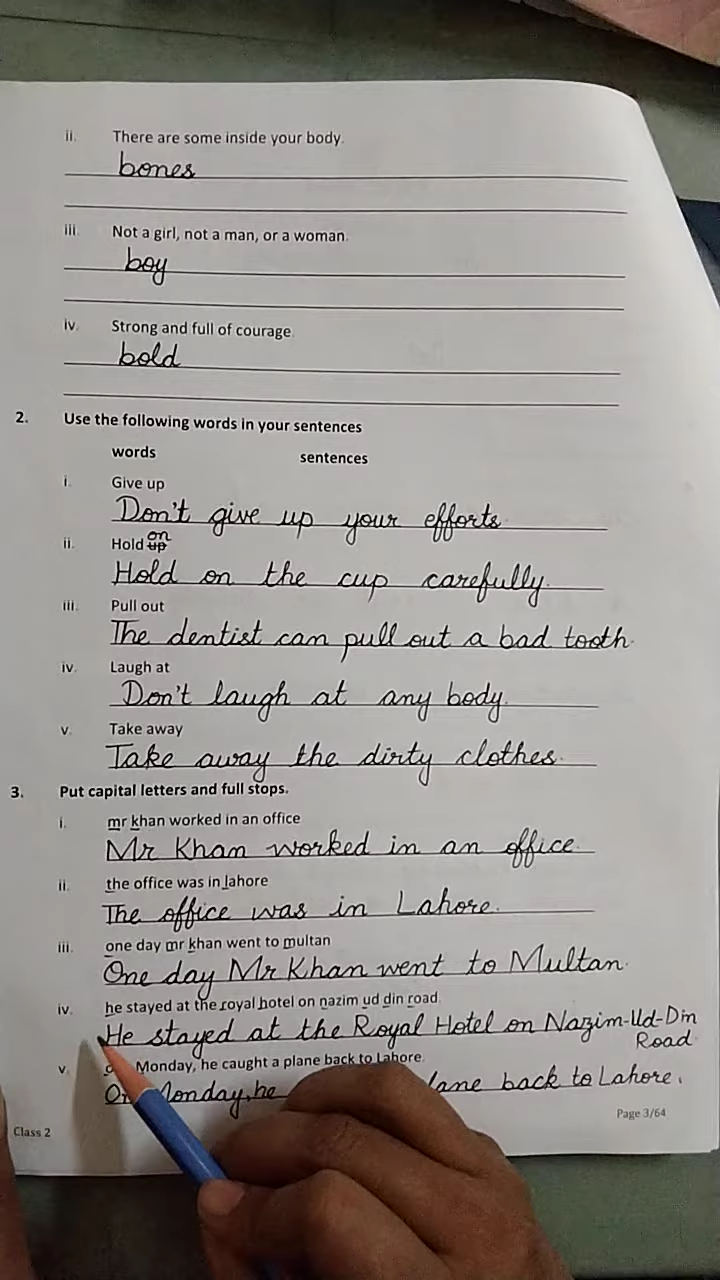 ii. There are some inside your body.
bones
iii. Not a girl, not a man, or a woman.
boy
iv. Strong and full of courage.
bold
2. Use the following words in your sentences
words sentences
i. Give up
Don't give up your efforts.
ii. Hold up on
Hold on the cup carefully.
iii. Pull out
The dentist can pull out a bad tooth.
iv. Laugh at
Don't laugh at any body.
v. Take away
Take away the dirty clothes.
3. Put capital letters and full stops.
i. mr khan worked in an office
Mr Khan worked in an office.
ii. the office was in lahore
The office was in Lahore.
iii. one day mr khan went to multan
One day Mr Khan went to Multan.
iv. he stayed at the royal hotel on nazim ud din road
He stayed at the Royal Hotel on Nazim-Ud-Din
Road.
v. Monday, he caught a plane back to Lahore.
Monday, he back to Lahore.
Page 3/64
Class 2